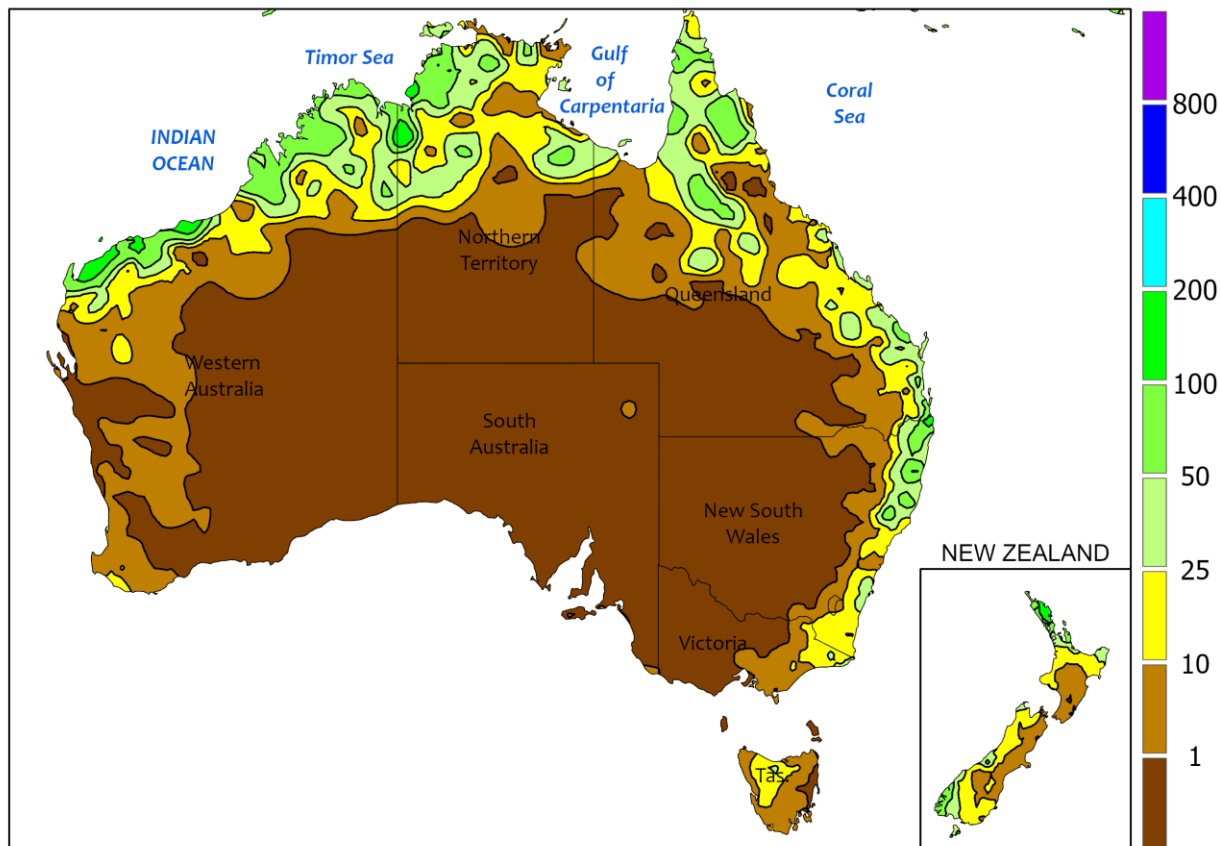 Timor Sea
Gulf
of
Carpentaria
Coral
Sea
INDIAN
OCEAN
Northern
Territory
Queensland
Western
Australia
South
Australia
New South
Wales
Victoria
Tas.
NEW ZEALAND
800
400
200
100
50
25
10
1